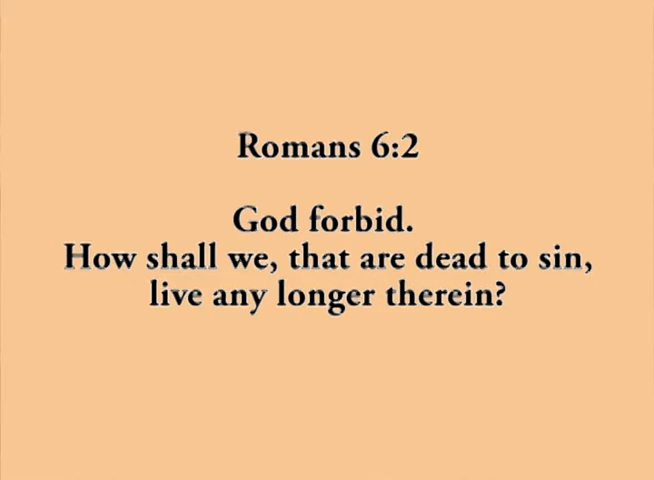 Romans 6:2
God forbid.
How shall we, that are dead to sin,
live any longer therein?